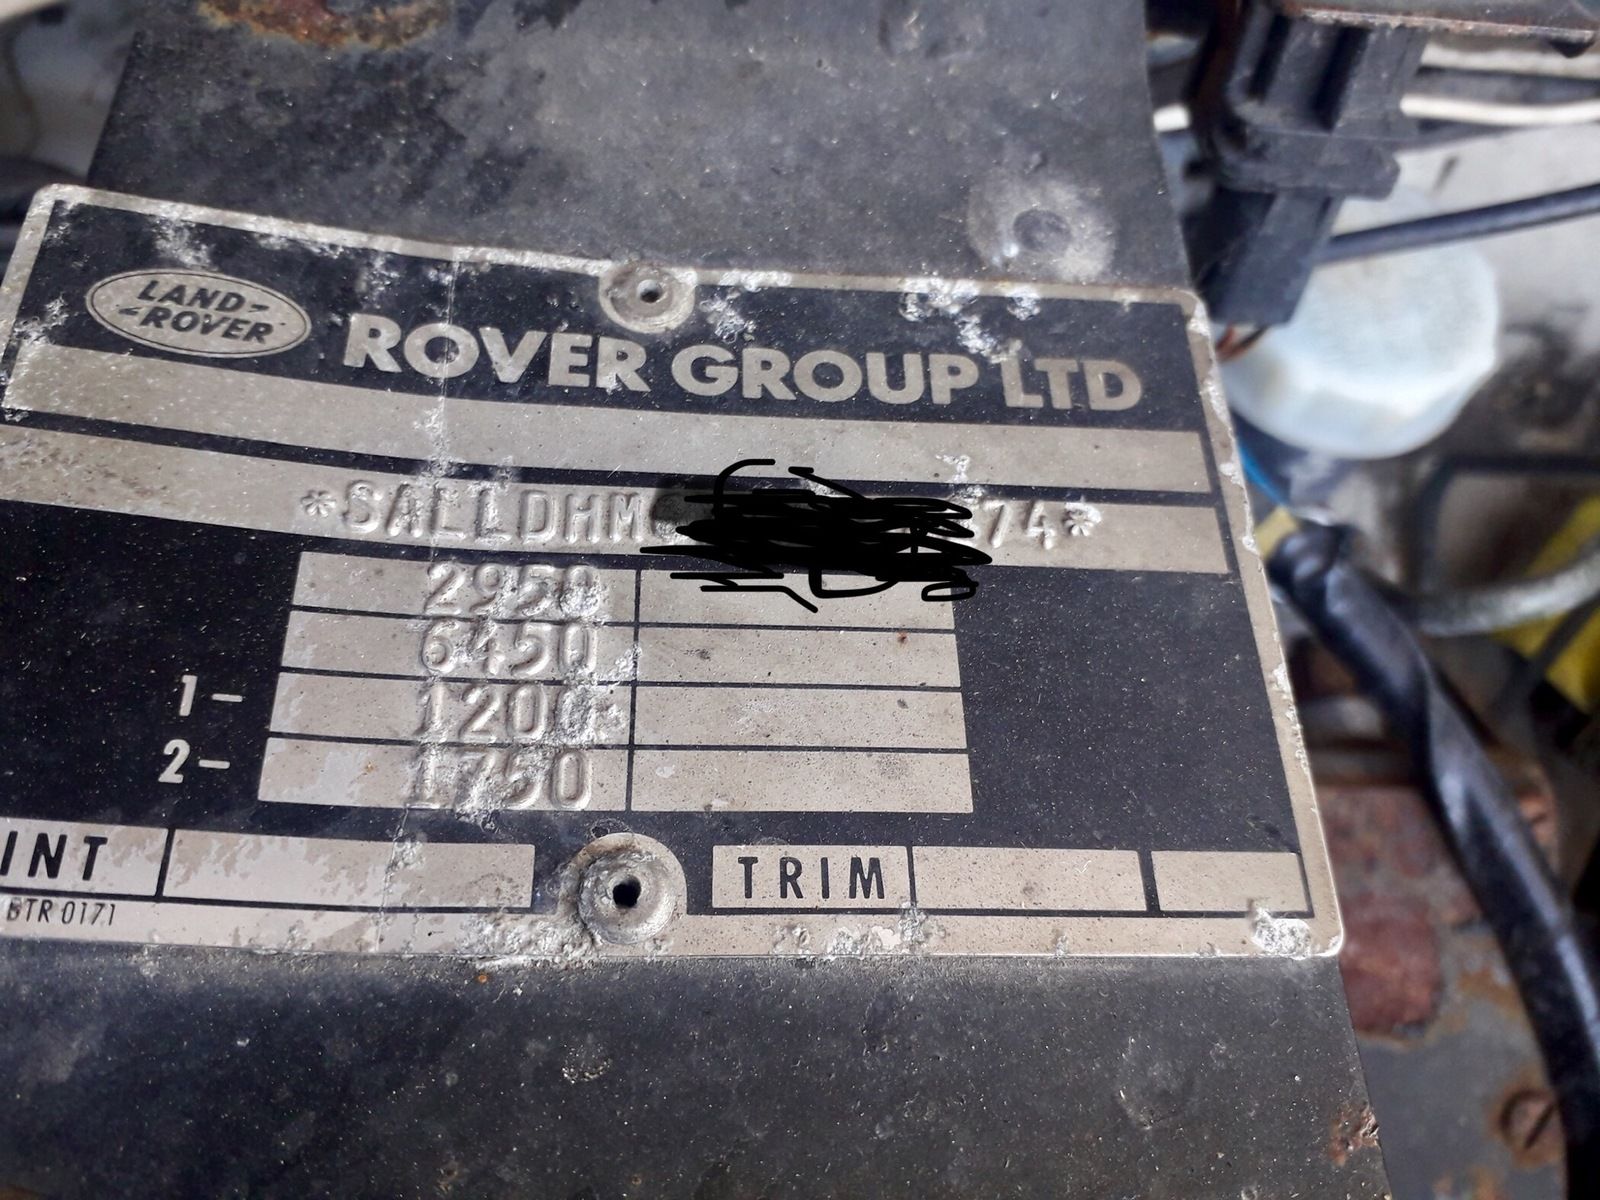 LAND-
-ROVER
ROVER GROUP LTD
*SALLDHM 74*
2950
6450
1- 1200
2- 1750
INT TRIM
BTR 0171